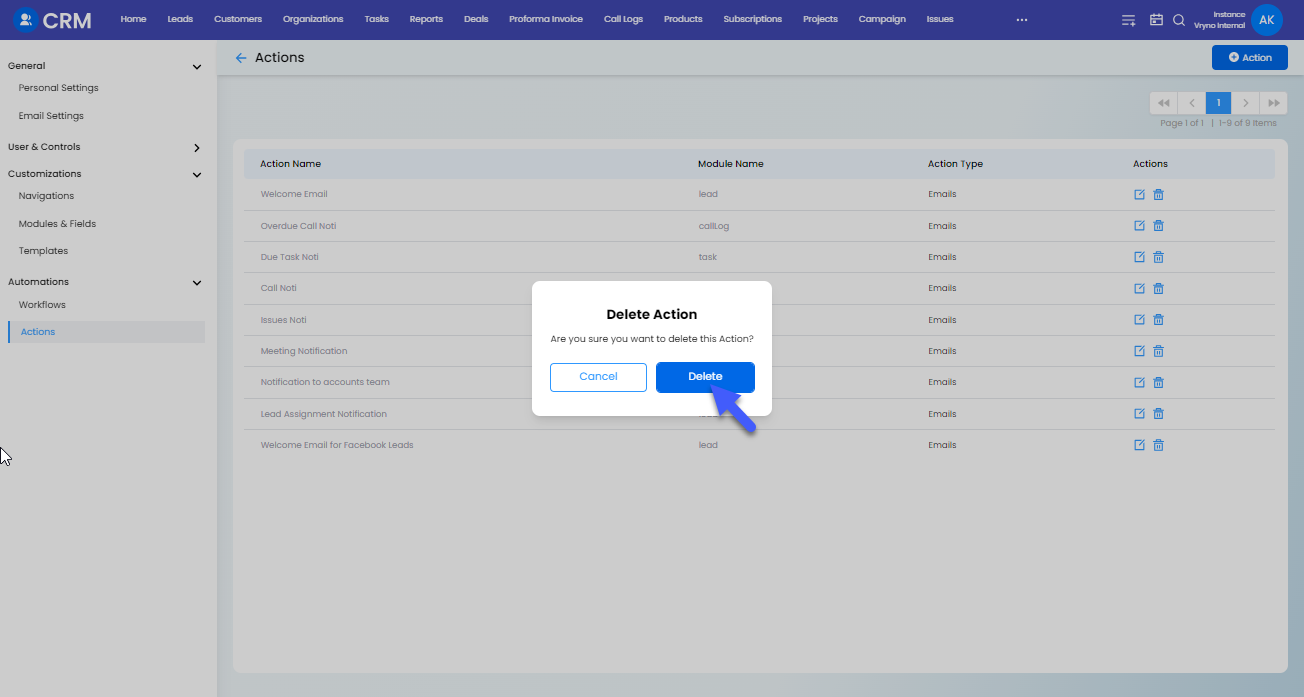 CRM
Home Leads Customers Organizations Tasks Reports Deals Proforma Invoice Call Logs Products Subscriptions Projects Campaign Issues ...
Instance
Vryno Internal
AK
General
Personal Settings
Email Settings
User & Controls
Customizations
Navigations
Modules & Fields
Templates
Automations
Workflows
Actions
Actions
Action
1
Page 1 of 1 | 1-9 of 9 Items
Action Name Module Name Action Type Actions
Welcome Email lead Emails
Overdue Call Noti callLog Emails
Due Task Noti task Emails
Call Noti Emails
Issues Noti Emails
Meeting Notification Emails
Notification to accounts team Emails
Lead Assignment Notification Emails
Welcome Email for Facebook Leads lead Emails
Delete Action
Are you sure you want to delete this Action?
Cancel Delete